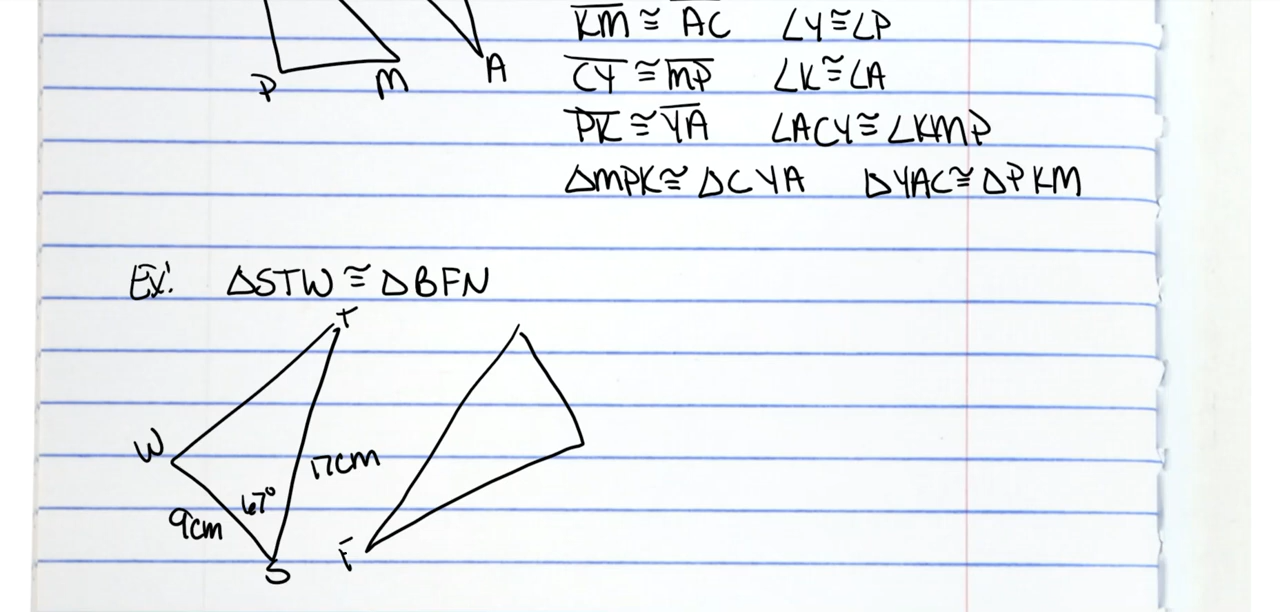 KM ≅ AC ∠Y ≅ ∠P
P M A
CY ≅ MP ∠K ≅ ∠A
PK ≅ YA ∠ACY ≅ ∠KMP
△MPK ≅ △CYA △YAC ≅ △PKM
Ex: △STW ≅ △BFN
T
W
17cm
67°
9cm
S F